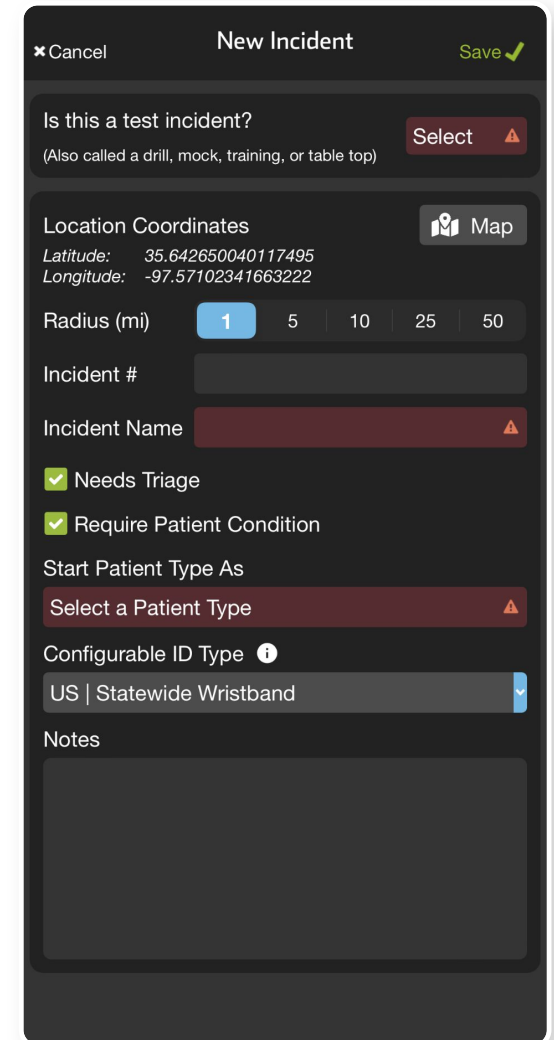 Cancel
New Incident
Save
Is this a test incident?
(Also called a drill, mock, training, or table top)
Select
Location Coordinates
Map
Latitude: 35.642650040117495
Longitude: -97.57102341663222
Radius (mi) 1 5 10 25 50
Incident #
Incident Name
Needs Triage
Require Patient Condition
Start Patient Type As
Select a Patient Type
Configurable ID Type
US | Statewide Wristband
Notes